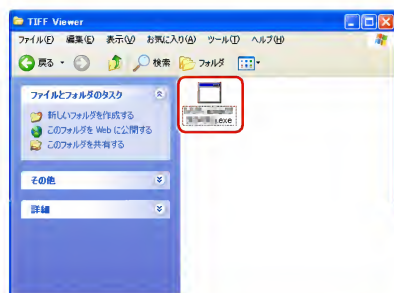 TIFF Viewer
ファイル(F) 編集(E) 表示(V) お気に入り(A) ツール(T) ヘルプ(H)
戻る 検索 フォルダ
ファイルとフォルダのタスク
新しいフォルダを作成する
このフォルダを Web に公開する
このフォルダを共有する
.exe
その他
詳細